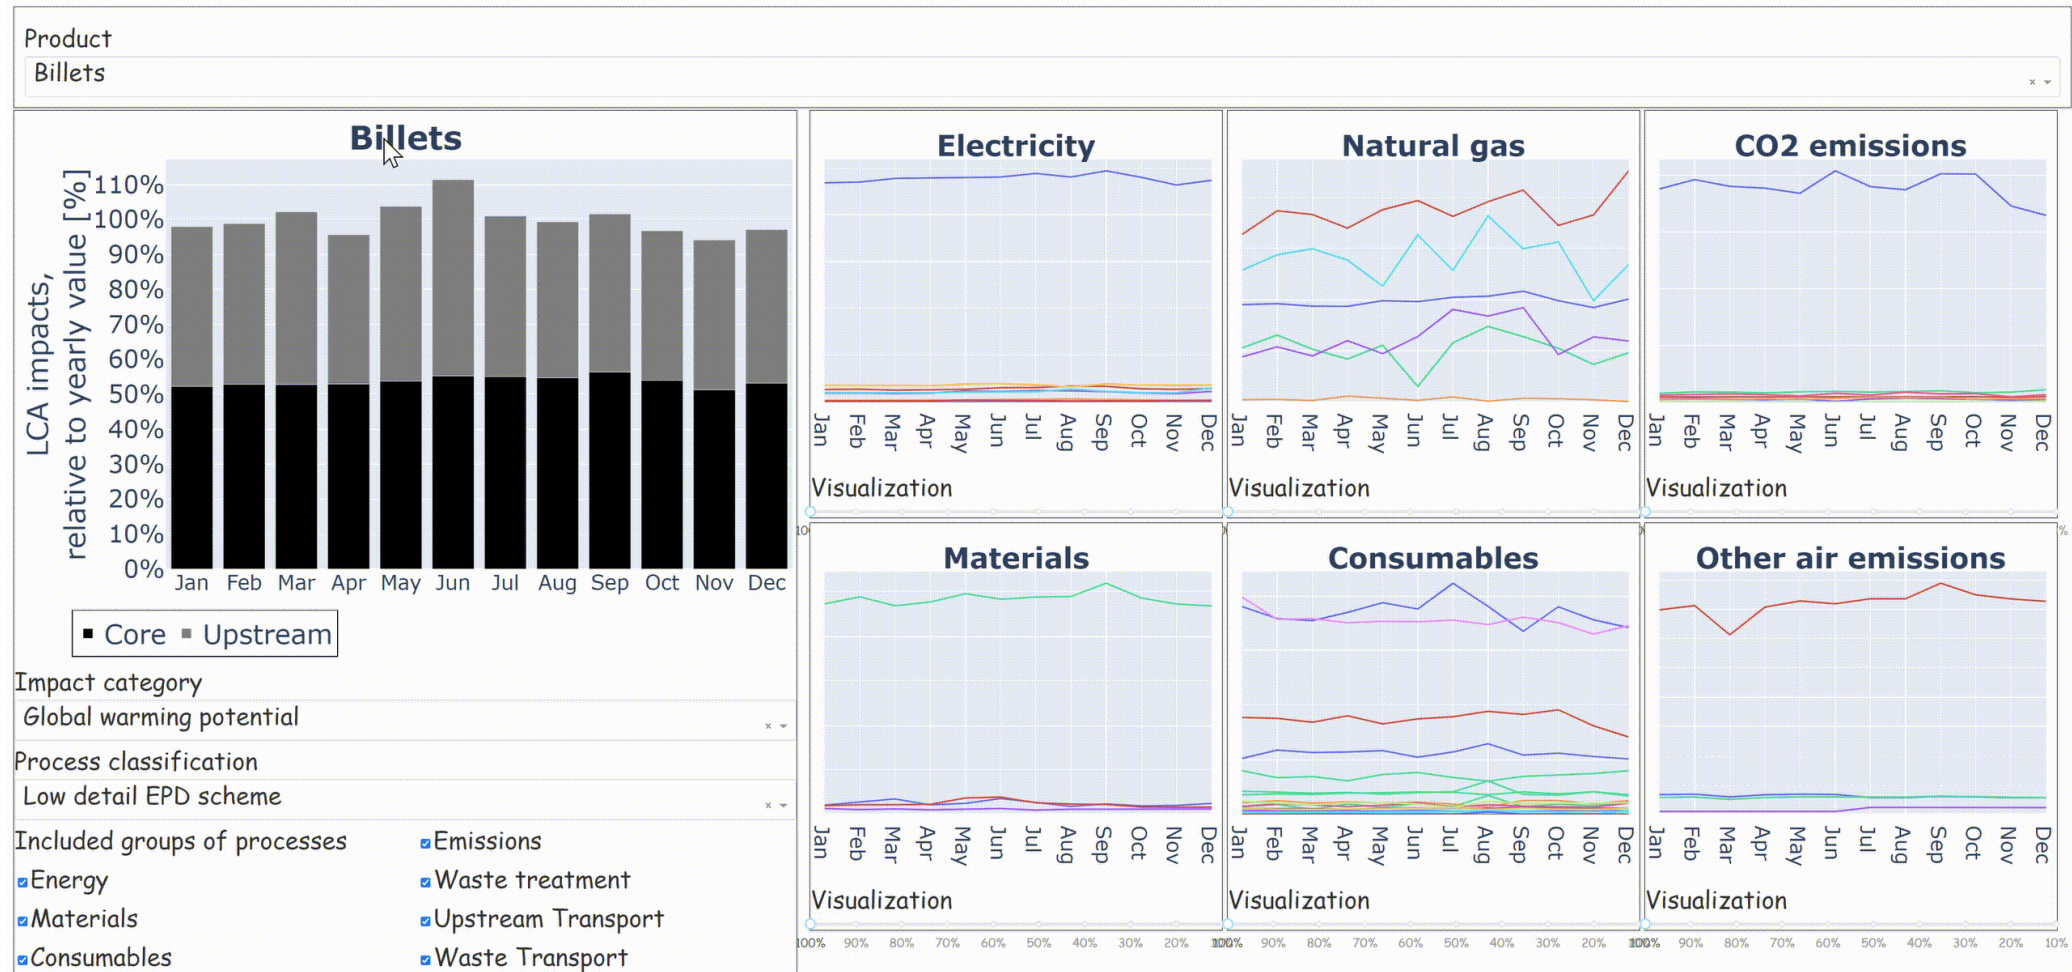 Product
Billets
Billets
LCA impacts,
relative to yearly value [%]
110%
100%
90%
80%
70%
60%
50%
40%
30%
20%
10%
0%
Jan Feb Mar Apr May Jun Jul Aug Sep Oct Nov Dec
Core Upstream
Impact category
Global warming potential
Process classification
Low detail EPD scheme
Included groups of processes
Energy
Materials
Consumables
Emissions
Waste treatment
Upstream Transport
Waste Transport
Electricity
Jan Feb Mar Apr May Jun Jul Aug Sep Oct Nov Dec
Visualization
Natural gas
Jan Feb Mar Apr May Jun Jul Aug Sep Oct Nov Dec
Visualization
CO2 emissions
Jan Feb Mar Apr May Jun Jul Aug Sep Oct Nov Dec
Visualization
Materials
Jan Feb Mar Apr May Jun Jul Aug Sep Oct Nov Dec
Visualization
100% 90% 80% 70% 60% 50% 40% 30% 20%
Consumables
Jan Feb Mar Apr May Jun Jul Aug Sep Oct Nov Dec
Visualization
90% 80% 70% 60% 50% 40% 30% 20%
Other air emissions
Jan Feb Mar Apr May Jun Jul Aug Sep Oct Nov Dec
Visualization
90% 80% 70% 60% 50% 40% 30% 20% 10%